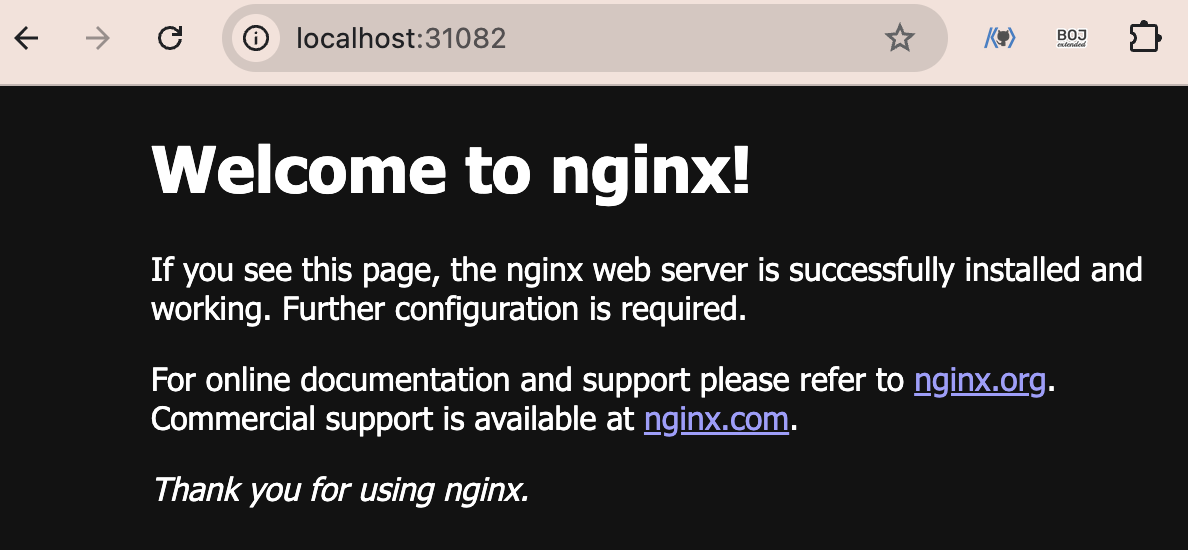 localhost:31082
BOJ
extended
Welcome to nginx!
If you see this page, the nginx web server is successfully installed and
working. Further configuration is required.
For online documentation and support please refer to nginx.org.
Commercial support is available at nginx.com.
Thank you for using nginx.